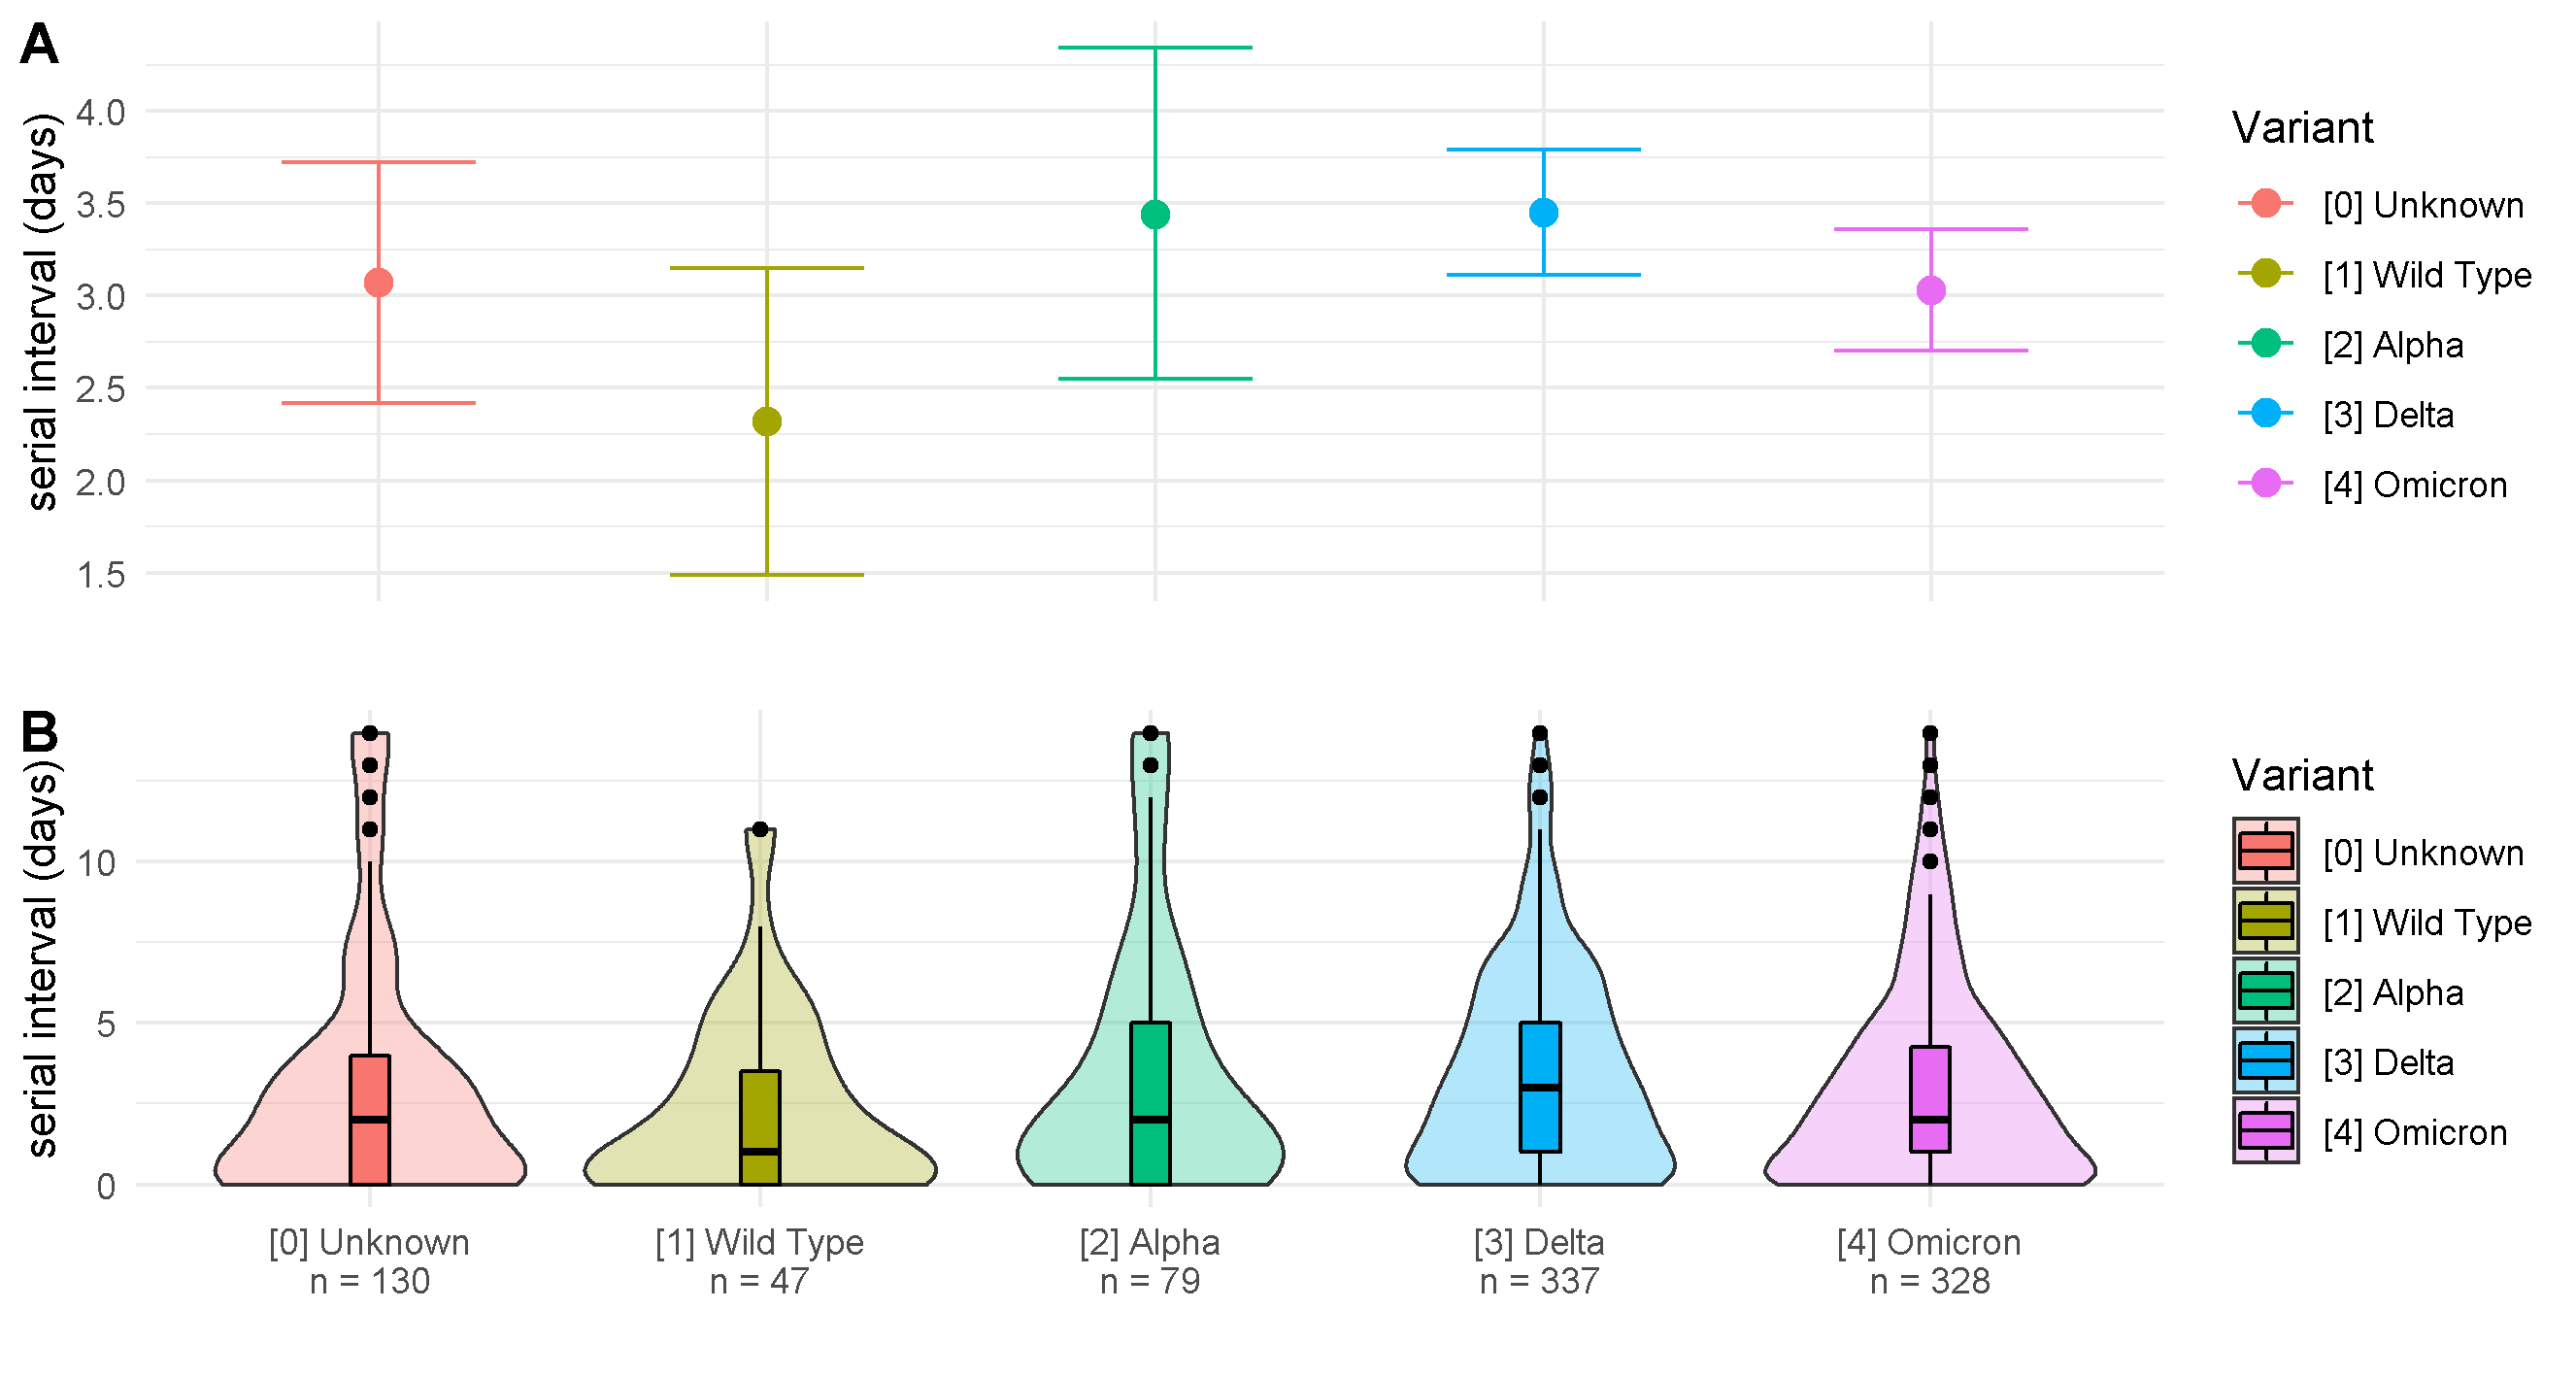 A
serial interval (days)
4.0
3.5
3.0
2.5
2.0
1.5
Variant
[0] Unknown
[1] Wild Type
[2] Alpha
[3] Delta
[4] Omicron
B
serial interval (days)
10
5
0
[0] Unknown
n = 130
[1] Wild Type
n = 47
[2] Alpha
n = 79
[3] Delta
n = 337
[4] Omicron
n = 328
Variant
[0] Unknown
[1] Wild Type
[2] Alpha
[3] Delta
[4] Omicron